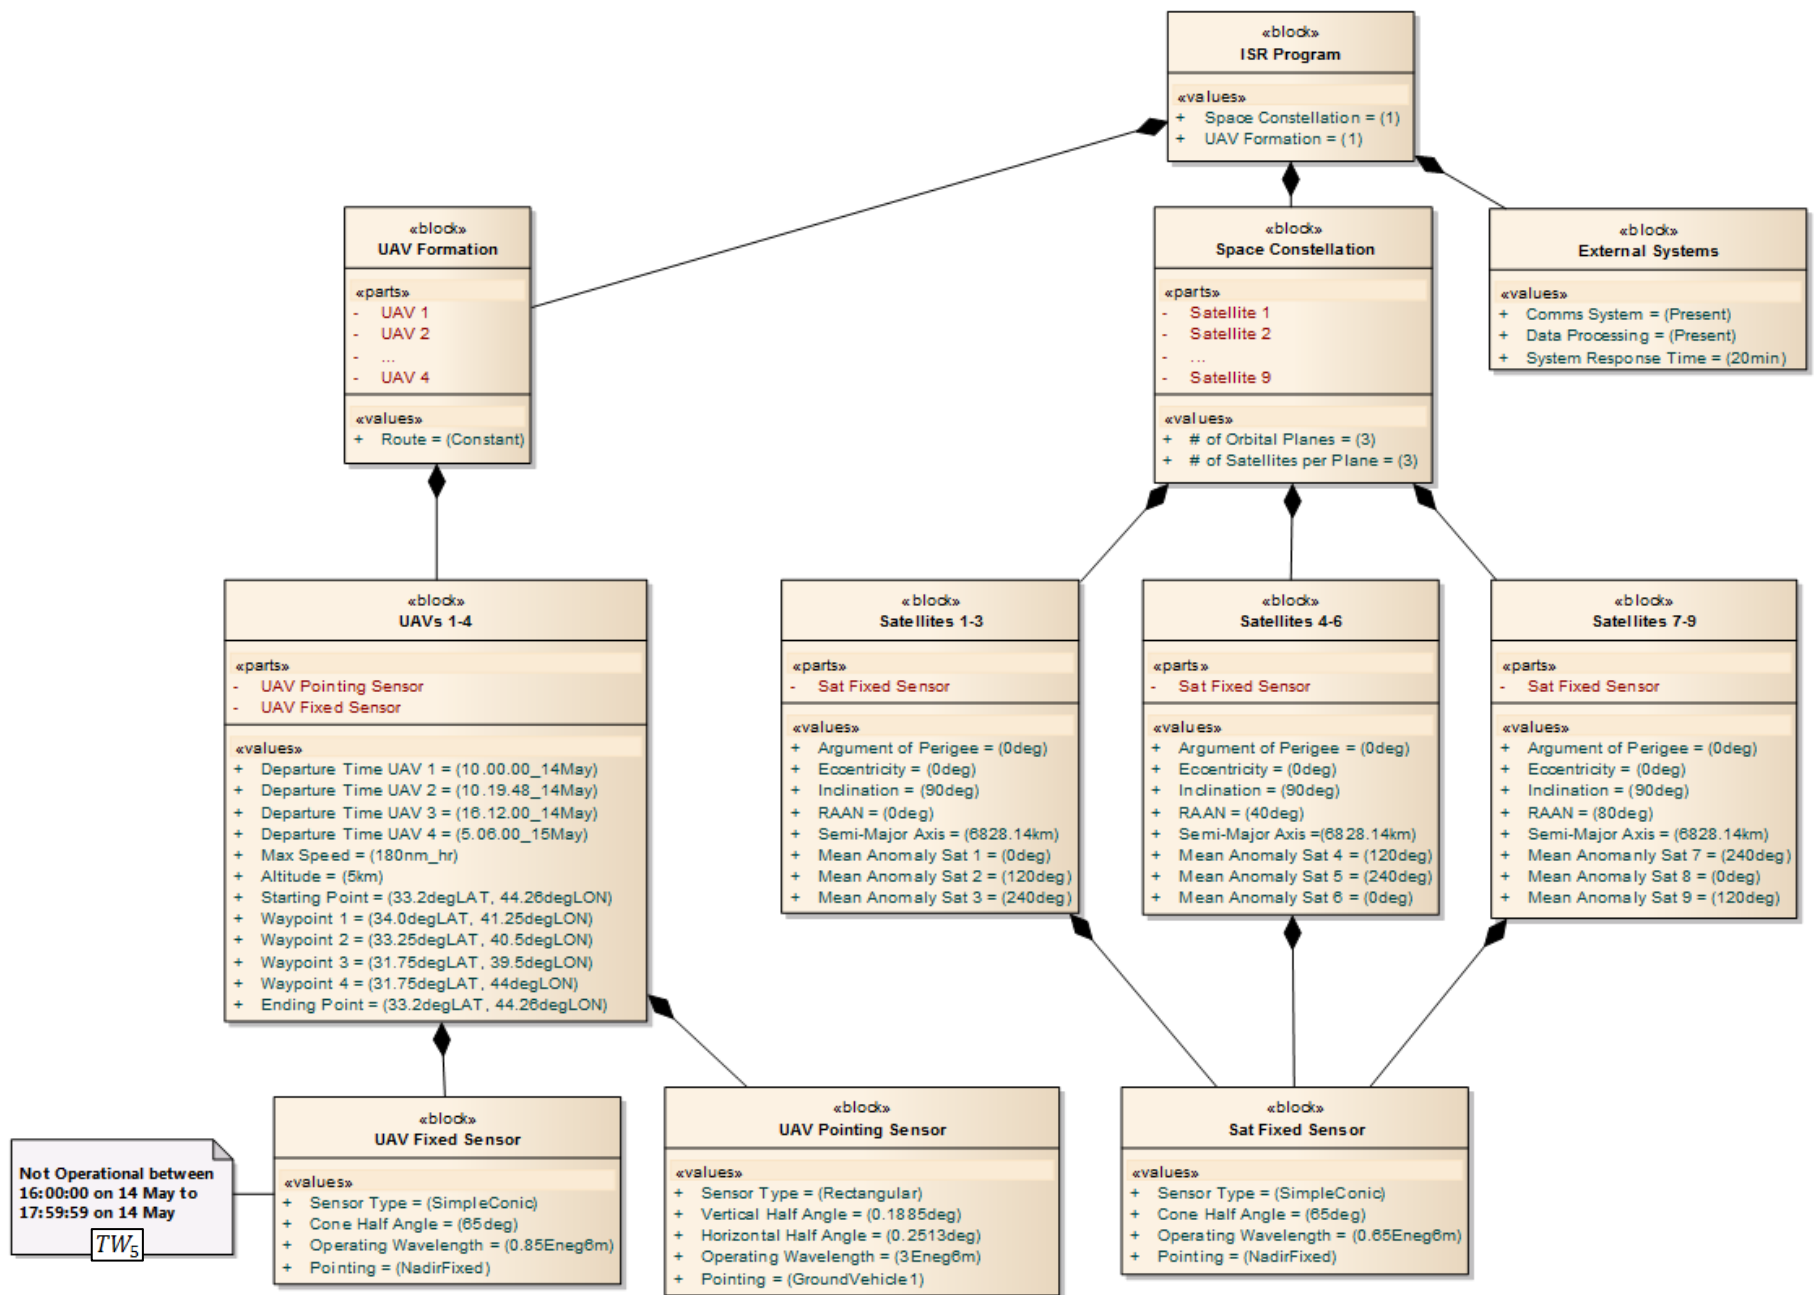 «block»
ISR Program
«values»
+ Space Constellation = (1)
+ UAV Formation = (1)
«block»
UAV Formation
«parts»
- UAV 1
- UAV 2
- ...
- UAV 4
«values»
+ Route = (Constant)
«block»
Space Constellation
«parts»
- Satellite 1
- Satellite 2
- ...
- Satellite 9
«values»
+ # of Orbital Planes = (3)
+ # of Satellites per Plane = (3)
«block»
External Systems
«values»
+ Comms System = (Present)
+ Data Processing = (Present)
+ System Response Time = (20min)
«block»
UAVs 1-4
«parts»
- UAV Pointing Sensor
- UAV Fixed Sensor
«values»
+ Departure Time UAV 1 = (10.00.00_14May)
+ Departure Time UAV 2 = (10.19.48_14May)
+ Departure Time UAV 3 = (16.12.00_14May)
+ Departure Time UAV 4 = (5.06.00_15May)
+ Max Speed = (180nm_hr)
+ Altitude = (5km)
+ Starting Point = (33.2degLAT, 44.26degLON)
+ Waypoint 1 = (34.0degLAT, 41.25degLON)
+ Waypoint 2 = (33.25degLAT, 40.5degLON)
+ Waypoint 3 = (31.75degLAT, 39.5degLON)
+ Waypoint 4 = (31.75degLAT, 44degLON)
+ Ending Point = (33.2degLAT, 44.26degLON)
«block»
Satellites 1-3
«parts»
- Sat Fixed Sensor
«values»
+ Argument of Perigee = (0deg)
+ Eccentricity = (0deg)
+ Inclination = (90deg)
+ RAAN = (0deg)
+ Semi-Major Axis = (6828.14km)
+ Mean Anomaly Sat 1 = (0deg)
+ Mean Anomaly Sat 2 = (120deg)
+ Mean Anomaly Sat 3 = (240deg)
«block»
Satellites 4-6
«parts»
- Sat Fixed Sensor
«values»
+ Argument of Perigee = (0deg)
+ Eccentricity = (0deg)
+ Inclination = (90deg)
+ RAAN = (40deg)
+ Semi-Major Axis =(6828.14km)
+ Mean Anomaly Sat 4 = (120deg)
+ Mean Anomaly Sat 5 = (240deg)
+ Mean Anomaly Sat 6 = (0deg)
«block»
Satellites 7-9
«parts»
- Sat Fixed Sensor
«values»
+ Argument of Perigee = (0deg)
+ Eccentricity = (0deg)
+ Inclination = (90deg)
+ RAAN = (80deg)
+ Semi-Major Axis = (6828.14km)
+ Mean Anomanly Sat 7 = (240deg)
+ Mean Anomaly Sat 8 = (0deg)
+ Mean Anomaly Sat 9 = (120deg)
Not Operational between
16:00:00 on 14 May to
17:59:59 on 14 May
TW5
«block»
UAV Fixed Sensor
«values»
+ Sensor Type = (SimpleConic)
+ Cone Half Angle = (65deg)
+ Operating Wavelength = (0.85Eneg6m)
+ Pointing = (NadirFixed)
«block»
UAV Pointing Sensor
«values»
+ Sensor Type = (Rectangular)
+ Vertical Half Angle = (0.1885deg)
+ Horizontal Half Angle = (0.2513deg)
+ Operating Wavelength = (3Eneg6m)
+ Pointing = (GroundVehicle1)
«block»
Sat Fixed Sensor
«values»
+ Sensor Type = (SimpleConic)
+ Cone Half Angle = (65deg)
+ Operating Wavelength = (0.65Eneg6m)
+ Pointing = (NadirFixed)